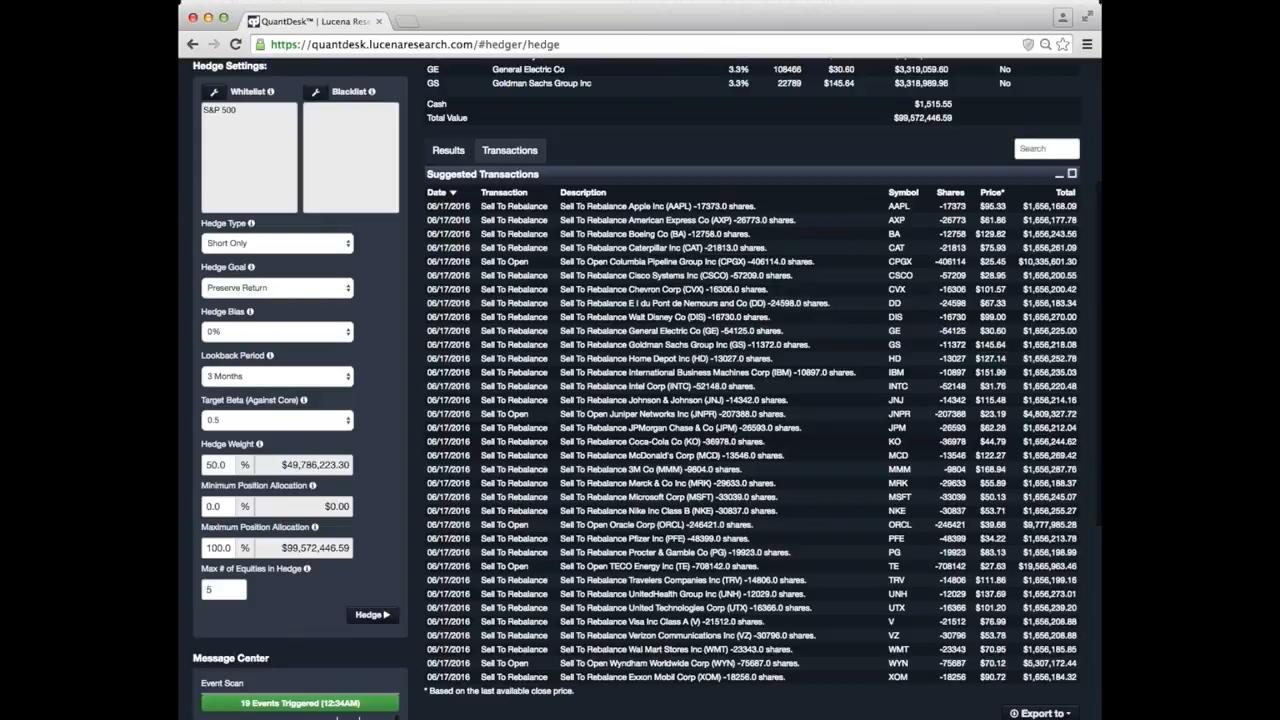 QuantDesk™ | Lucena Res
https://quantdesk.lucenaresearch.com/#hedger/hedge
Hedge Settings:
Whitelist Blacklist
S&P 500
Hedge Type
Short Only
Hedge Goal
Preserve Return
Hedge Bias
0%
Lookback Period
3 Months
Target Beta (Against Core)
0.5
Hedge Weight
50.0 % $49,786,223.30
Minimum Position Allocation
0.0 % $0.00
Maximum Position Allocation
100.0 % $99,572,446.59
Max # of Equities in Hedge
5
Hedge
Message Center
Event Scan
19 Events Triggered [12:34AM]
GE General Electric Co 3.3% 108466 $30.60 $3,319,059.60 No
GS Goldman Sachs Group Inc 3.3% 22789 $145.64 $3,318,989.96 No
Cash $1,515.55
Total Value $99,572,446.59
Results Transactions Search
Suggested Transactions
Date Transaction Description Symbol Shares Price* Total
06/17/2016 Sell To Rebalance Sell To Rebalance Apple Inc (AAPL) -17373.0 shares. AAPL -17373 $95.33 $1,656,168.09
06/17/2016 Sell To Rebalance Sell To Rebalance American Express Co (AXP) -26773.0 shares. AXP -26773 $61.86 $1,656,177.78
06/17/2016 Sell To Rebalance Sell To Rebalance Boeing Co (BA) -12758.0 shares. BA -12758 $129.82 $1,656,243.56
06/17/2016 Sell To Rebalance Sell To Rebalance Caterpillar Inc (CAT) -21813.0 shares. CAT -21813 $75.93 $1,656,261.09
06/17/2016 Sell To Open Sell To Open Columbia Pipeline Group Inc (CPGX) -406114.0 shares. CPGX -406114 $25.45 $10,335,601.30
06/17/2016 Sell To Rebalance Sell To Rebalance Cisco Systems Inc (CSCO) -57209.0 shares. CSCO -57209 $28.95 $1,656,200.55
06/17/2016 Sell To Rebalance Sell To Rebalance Chevron Corp (CVX) -16306.0 shares. CVX -16306 $101.57 $1,656,200.42
06/17/2016 Sell To Rebalance Sell To Rebalance E I du Pont de Nemours and Co (DD) -24598.0 shares. DD -24598 $67.33 $1,656,183.34
06/17/2016 Sell To Rebalance Sell To Rebalance Walt Disney Co (DIS) -16730.0 shares. DIS -16730 $99.00 $1,656,270.00
06/17/2016 Sell To Rebalance Sell To Rebalance General Electric Co (GE) -54125.0 shares. GE -54125 $30.60 $1,656,225.00
06/17/2016 Sell To Rebalance Sell To Rebalance Goldman Sachs Group Inc (GS) -11372.0 shares. GS -11372 $145.64 $1,656,218.08
06/17/2016 Sell To Rebalance Sell To Rebalance Home Depot Inc (HD) -13027.0 shares. HD -13027 $127.14 $1,656,252.78
06/17/2016 Sell To Rebalance Sell To Rebalance International Business Machines Corp (IBM) -10897.0 shares. IBM -10897 $151.99 $1,656,235.03
06/17/2016 Sell To Rebalance Sell To Rebalance Intel Corp (INTC) -52148.0 shares. INTC -52148 $31.76 $1,656,220.48
06/17/2016 Sell To Rebalance Sell To Rebalance Johnson & Johnson (JNJ) -14342.0 shares. JNJ -14342 $115.48 $1,656,214.16
06/17/2016 Sell To Open Sell To Open Juniper Networks Inc (JNPR) -207388.0 shares. JNPR -207388 $23.19 $4,809,327.72
06/17/2016 Sell To Rebalance Sell To Rebalance JPMorgan Chase & Co (JPM) -26593.0 shares. JPM -26593 $62.28 $1,656,212.04
06/17/2016 Sell To Rebalance Sell To Rebalance Coca-Cola Co (KO) -36978.0 shares. KO -36978 $44.79 $1,656,244.62
06/17/2016 Sell To Rebalance Sell To Rebalance McDonald's Corp (MCD) -13546.0 shares. MCD -13546 $122.27 $1,656,269.42
06/17/2016 Sell To Rebalance Sell To Rebalance 3M Co (MMM) -9804.0 shares. MMM -9804 $168.94 $1,656,287.76
06/17/2016 Sell To Rebalance Sell To Rebalance Merck & Co Inc (MRK) -29633.0 shares. MRK -29633 $55.89 $1,656,188.37
06/17/2016 Sell To Rebalance Sell To Rebalance Microsoft Corp (MSFT) -33039.0 shares. MSFT -33039 $50.13 $1,656,245.07
06/17/2016 Sell To Rebalance Sell To Rebalance Nike Inc Class B (NKE) -30837.0 shares. NKE -30837 $53.71 $1,656,255.27
06/17/2016 Sell To Open Sell To Open Oracle Corp (ORCL) -246421.0 shares. ORCL -246421 $39.68 $9,777,985.28
06/17/2016 Sell To Rebalance Sell To Rebalance Pfizer Inc (PFE) -48399.0 shares. PFE -48399 $34.22 $1,656,213.78
06/17/2016 Sell To Rebalance Sell To Rebalance Procter & Gamble Co (PG) -19923.0 shares. PG -19923 $83.13 $1,656,198.99
06/17/2016 Sell To Open Sell To Open TECO Energy Inc (TE) -708142.0 shares. TE -708142 $27.63 $19,565,963.46
06/17/2016 Sell To Rebalance Sell To Rebalance Travelers Companies Inc (TRV) -14806.0 shares. TRV -14806 $111.86 $1,656,199.16
06/17/2016 Sell To Rebalance Sell To Rebalance UnitedHealth Group Inc (UNH) -12029.0 shares. UNH -12029 $137.69 $1,656,273.01
06/17/2016 Sell To Rebalance Sell To Rebalance United Technologies Corp (UTX) -16366.0 shares. UTX -16366 $101.20 $1,656,239.20
06/17/2016 Sell To Rebalance Sell To Rebalance Visa Inc Class A (V) -21512.0 shares. V -21512 $76.99 $1,656,208.88
06/17/2016 Sell To Rebalance Sell To Rebalance Verizon Communications Inc (VZ) -30796.0 shares. VZ -30796 $53.78 $1,656,208.88
06/17/2016 Sell To Rebalance Sell To Rebalance Wal Mart Stores Inc (WMT) -23343.0 shares. WMT -23343 $70.95 $1,656,185.85
06/17/2016 Sell To Open Sell To Open Wyndham Worldwide Corp (WYN) -75687.0 shares. WYN -75687 $70.12 $5,307,172.44
06/17/2016 Sell To Rebalance Sell To Rebalance Exxon Mobil Corp (XOM) -18256.0 shares. XOM -18256 $90.72 $1,656,184.32
* Based on the last available close price.
Export to